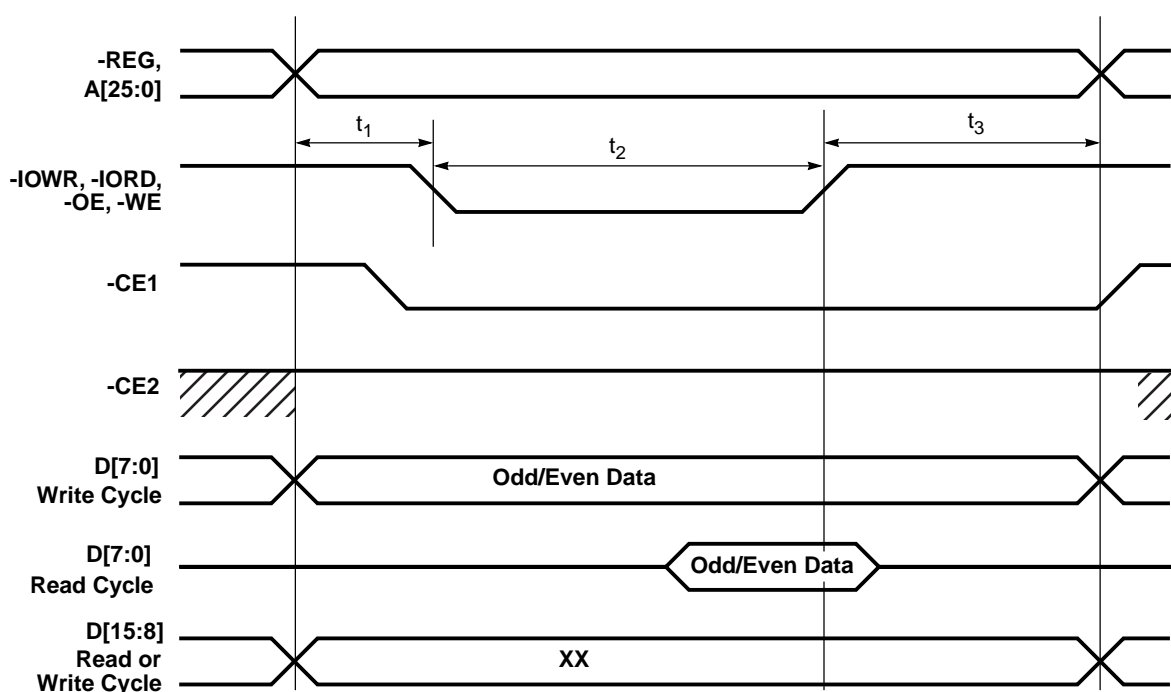 -REG,
A[25:0]
t1
t2
t3
-IOWR, -IORD,
-OE, -WE
-CE1
-CE2
D[7:0]
Write Cycle
Odd/Even Data
D[7:0]
Read Cycle
Odd/Even Data
D[15:8]
Read or
Write Cycle
XX